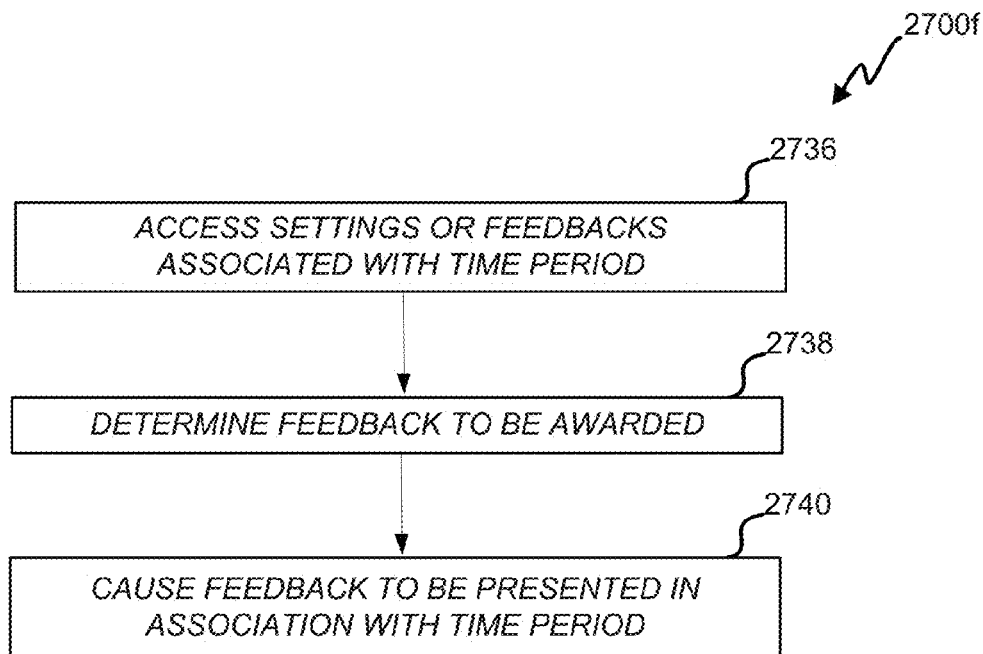 2700f
2736
ACCESS SETTINGS OR FEEDBACKS
ASSOCIATED WITH TIME PERIOD
2738
DETERMINE FEEDBACK TO BE AWARDED
2740
CAUSE FEEDBACK TO BE PRESENTED IN
ASSOCIATION WITH TIME PERIOD